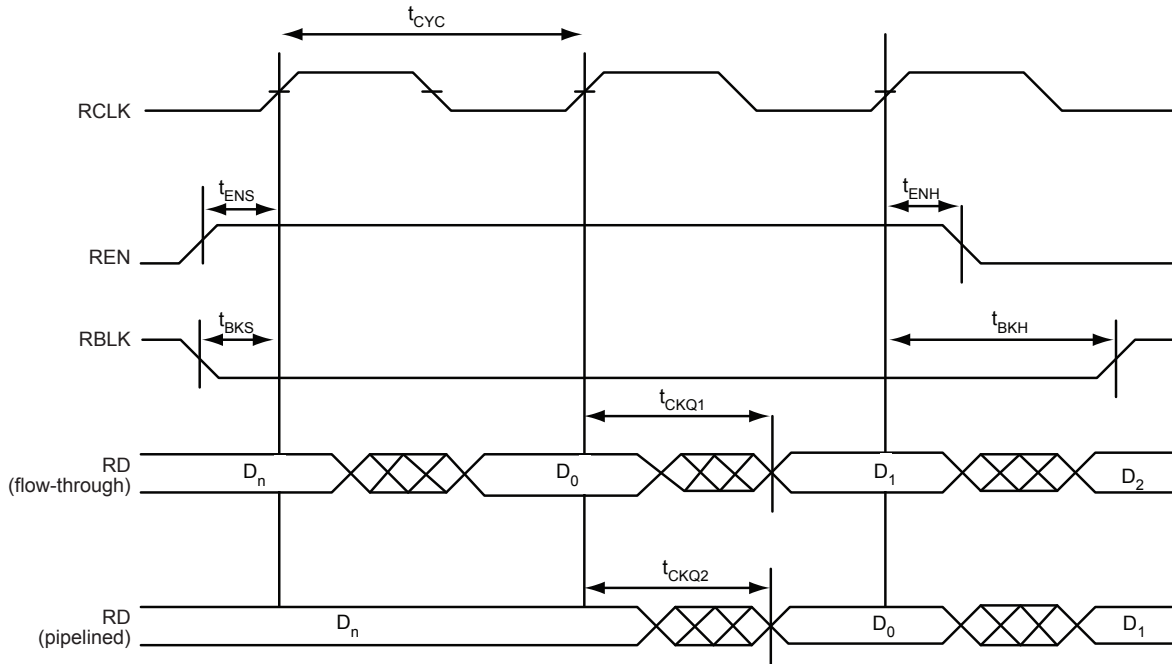 tCYC
RCLK
tENS
tENH
REN
tBKS
tBKH
RBLK
tCKQ1
RD
(flow-through)
Dn
D0
D1
D2
tCKQ2
RD
(pipelined)
Dn
D0
D1